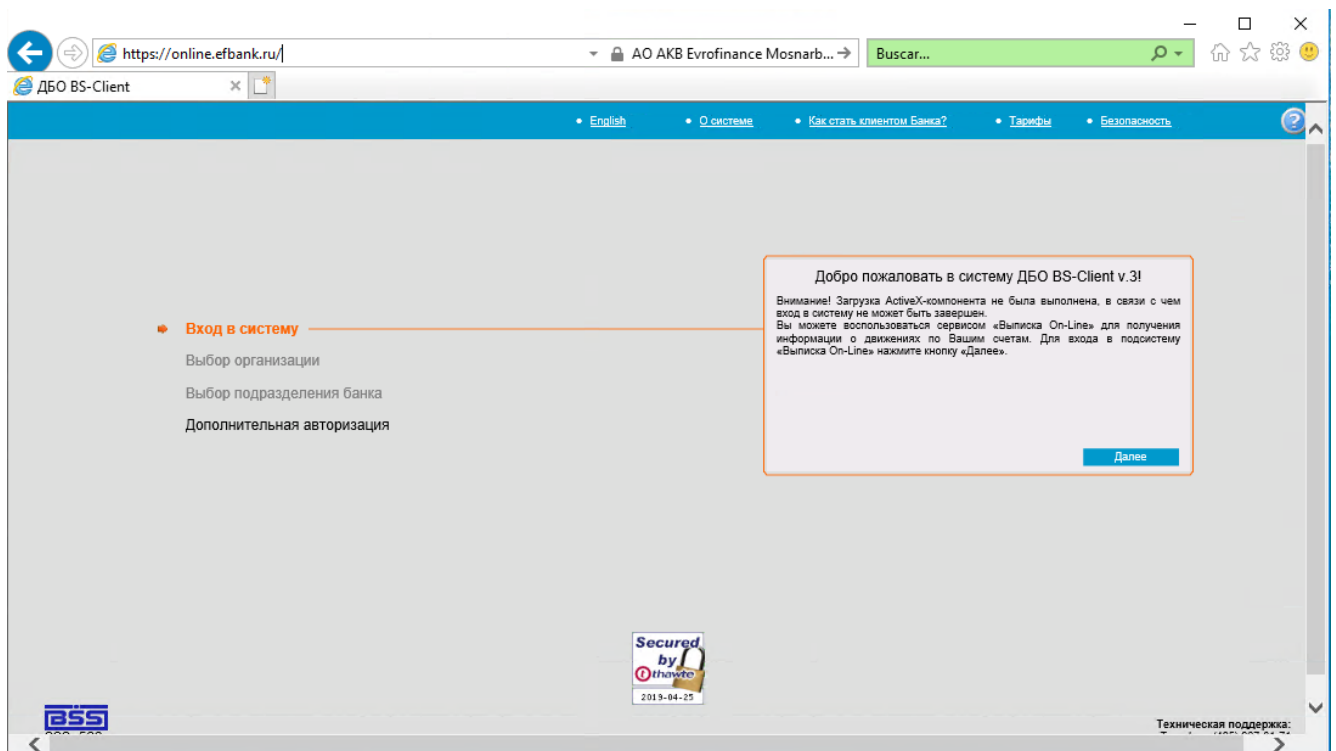 https://online.efbank.ru/
AO AKB Evrofinance Mosnarb...
Buscar...
ДБО BS-Client
English
О системе
Как стать клиентом Банка?
Тарифы
Безопасность
Добро пожаловать в систему ДБО BS-Client v.3!
Внимание! Загрузка ActiveX-компонента не была выполнена, в связи с чем
вход в систему не может быть завершен.
Вы можете воспользоваться сервисом «Выписка On-Line» для получения
информации о движениях по Вашим счетам. Для входа в подсистему
«Выписка On-Line» нажмите кнопку «Далее».
Далее
Вход в систему
Выбор организации
Выбор подразделения банка
Дополнительная авторизация
Secured
by
thawte
2019-04-25
BSS
Техническая поддержка: